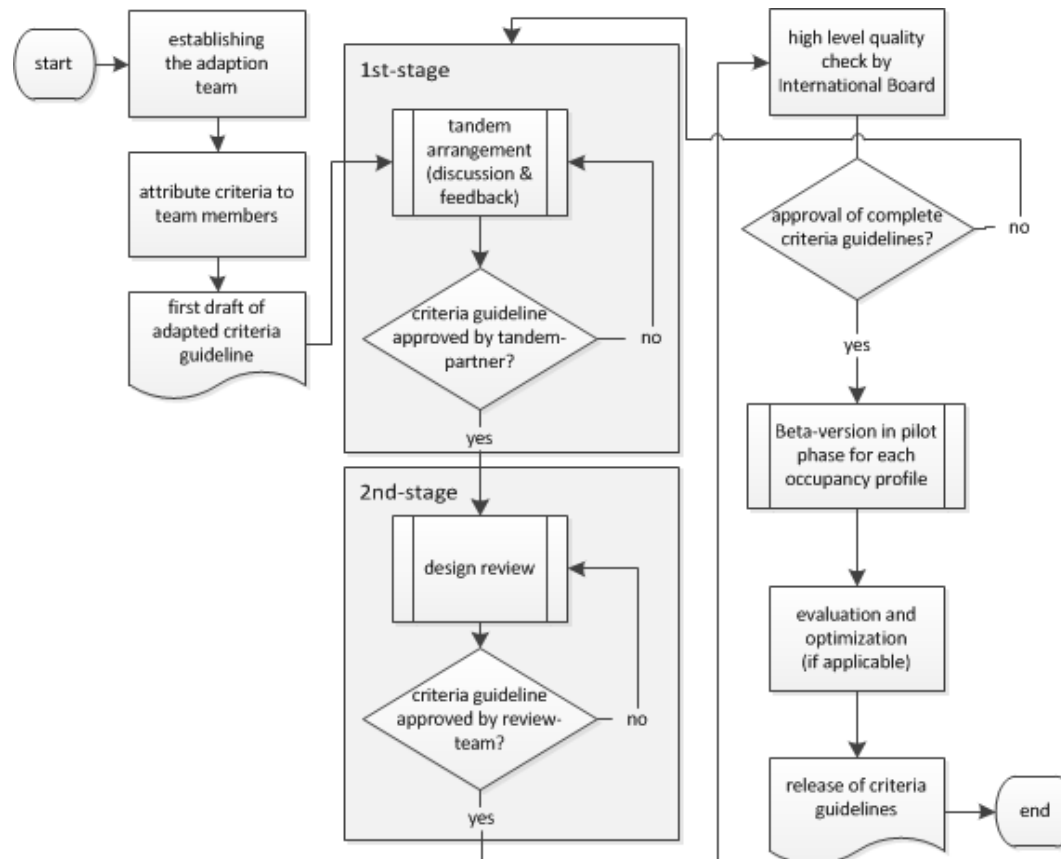 start
establishing
the adaption
team
attribute criteria to
team members
first draft of
adapted criteria
guideline
1st-stage
tandem
arrangement
(discussion &
feedback)
criteria guideline
approved by tandem-
partner?
no
yes
2nd-stage
design review
criteria guideline
approved by review-
team?
no
yes
high level quality
check by
International Board
approval of complete
criteria guidelines?
no
yes
Beta-version in pilot
phase for each
occupancy profile
evaluation and
optimization
(if applicable)
release of criteria
guidelines
end